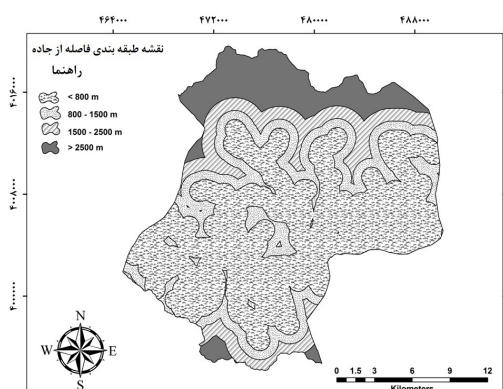 ۴۶۴۰۰۰ ۴۷۲۰۰۰ ۴۸۰۰۰۰ ۴۸۸۰۰۰
نقشه طبقه بندی فاصله از جاده
راهنما
< 800 m
800 - 1500 m
1500 - 2500 m
> 2500 m
۴۰۱۶۰۰۰
۴۰۰۸۰۰۰
۴۰۰۰۰۰۰
N
W E
S
0 1.5 3 6 9 12
Kilometers